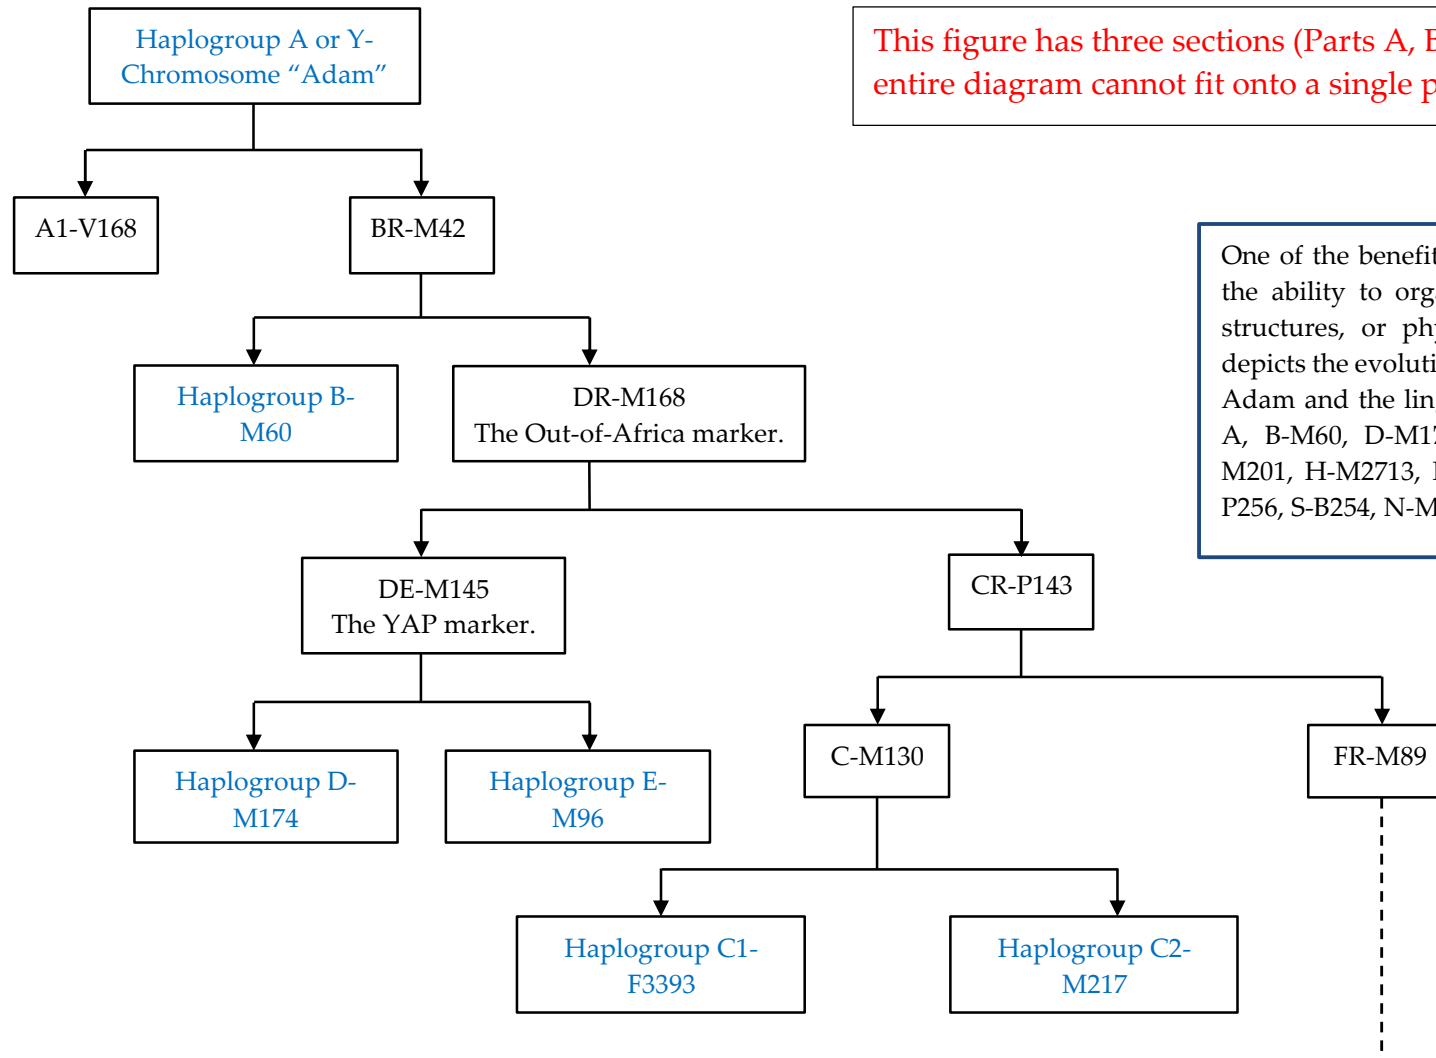 Haplogroup A or Y-
Chromosome “Adam”
This figure has three sections (Parts A,
entire diagram cannot fit onto a single
A1-V168
BR-M42
One of the
the ability to
structures, or
depicts the
Adam and the
A, B-M60,
M201, H-M2713,
P256, S-B254,
Haplogroup B-
M60
DR-M168
The Out-of-Africa marker.
DE-M145
The YAP marker.
CR-P143
Haplogroup D-
M174
Haplogroup E-
M96
C-M130
FR-M89
Haplogroup C1-
F3393
Haplogroup C2-
M217